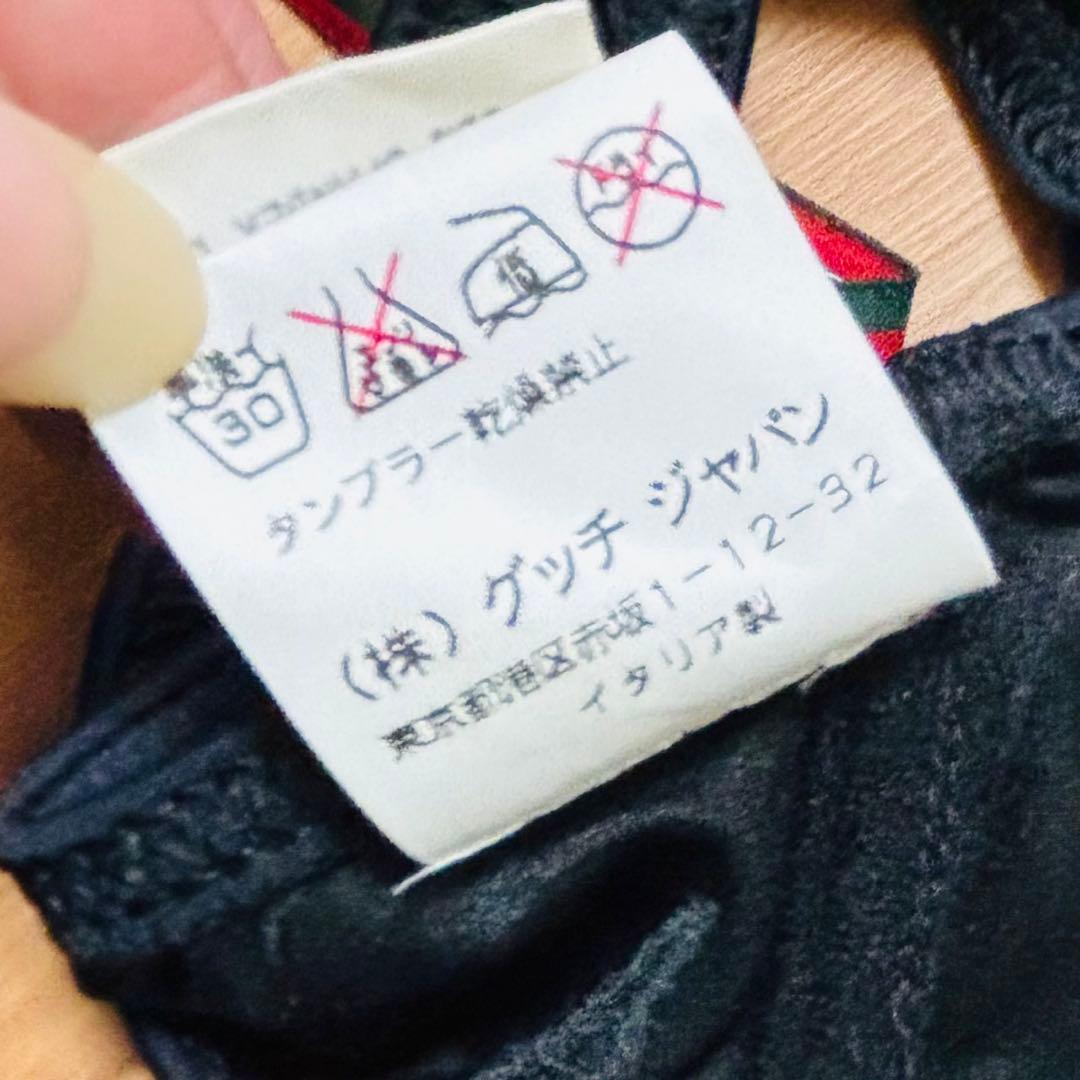 30
低
タンブラー乾燥禁止
(株) グッチ ジャパン
東京都港区赤坂1-12-32
イタリア製